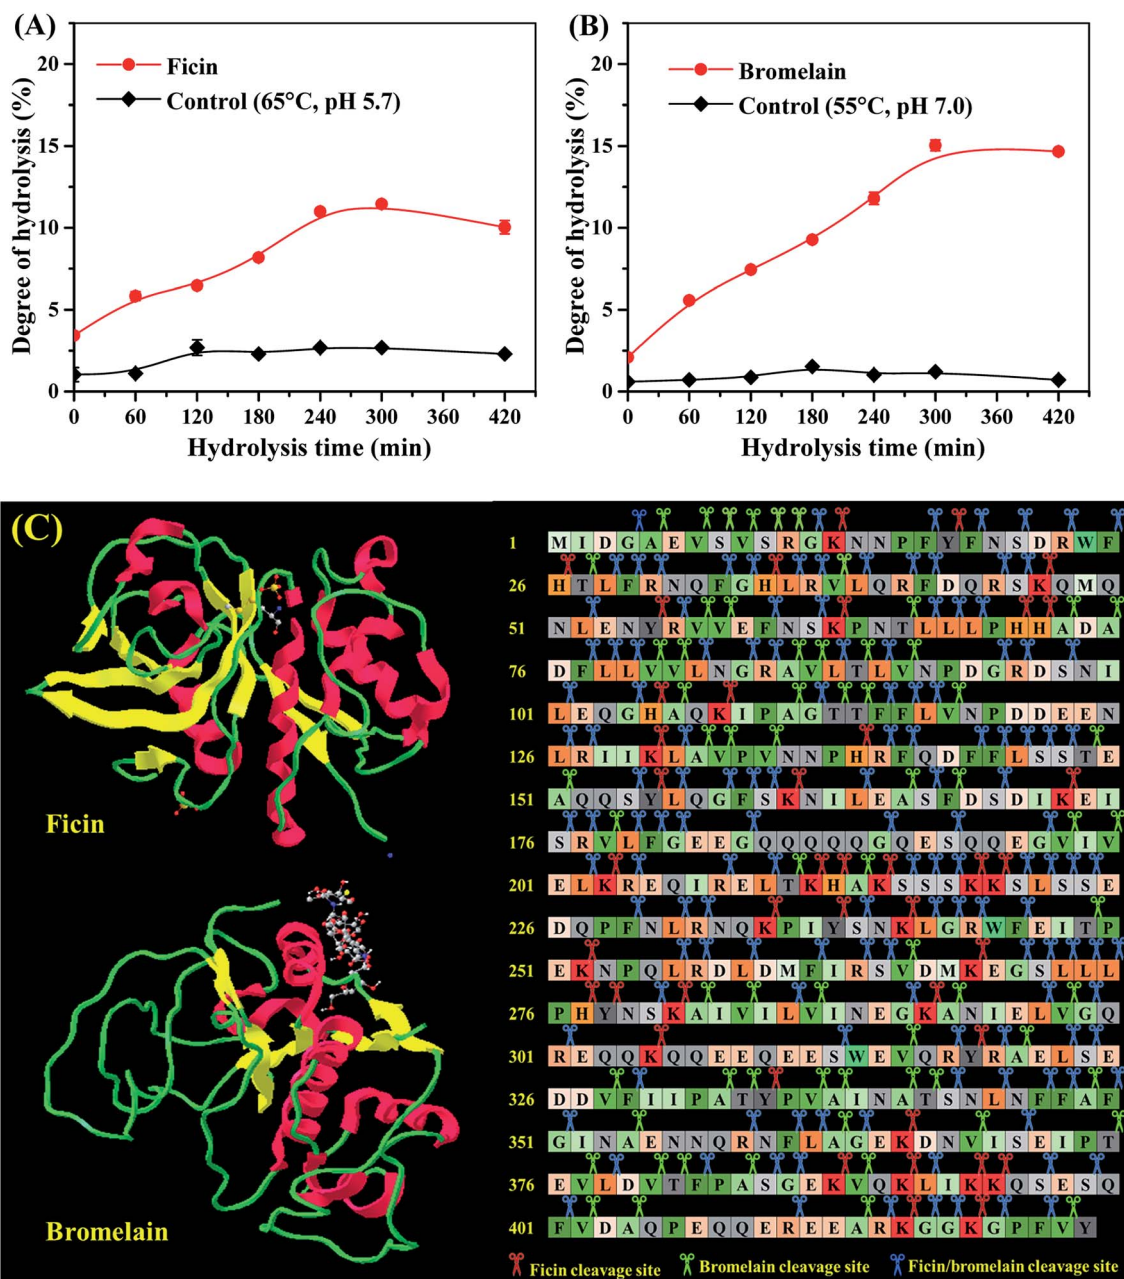 (A)
Ficin
Control (65°C, pH 5.7)
Degree of hydrolysis (%)
20
15
10
5
0
0 60 120 180 240 300 360 420
Hydrolysis time (min)
(B)
Bromelain
Control (55°C, pH 7.0)
Degree of hydrolysis (%)
20
15
10
5
0
0 60 120 180 240 300 360 420
Hydrolysis time (min)
(C)
Ficin
Bromelain
1 M I D G A E V S V S R G K N N P F Y F N S D R W F
26 H T L F R N Q F G H L R V L Q R F D Q R S K Q M Q
51 N L E N Y R V V E F N S K P N T L L L P H H A D A
76 D F L L V V L N G R A V L T L V N P D G R D S N I
101 L E Q G H A Q K I P A G T T F F L V N P D D E E N
126 L R I I K L A V P V N N P H R F Q D F F L S S T E
151 A Q Q S Y L Q G F S K N I L E A S F D S D I K E I
176 S R V L F G E E G Q Q Q Q Q G Q E S Q Q E G V I V
201 E L K R E Q I R E L T K H A K S S S K K S L S S E
226 D Q P F N L R N Q K P I Y S N K L G R W F E I T P
251 E K N P Q L R D L D M F I R S V D M K E G S L L L
276 P H Y N S K A I V I L V I N E G K A N I E L V G Q
301 R E Q Q K Q Q E E Q E E S W E V Q R Y R A E L S E
326 D D V F I I P A T Y P V A I N A T S N L N F F A F
351 G I N A E N N Q R N F L A G E K D N V I S E I P T
376 E V L D V T F P A S G E K V Q K L I K K Q S E S Q
401 F V D A Q P E Q Q E R E E A R K G G K G P F V Y
Ficin cleavage site
Bromelain cleavage site
Ficin/bromelain cleavage site